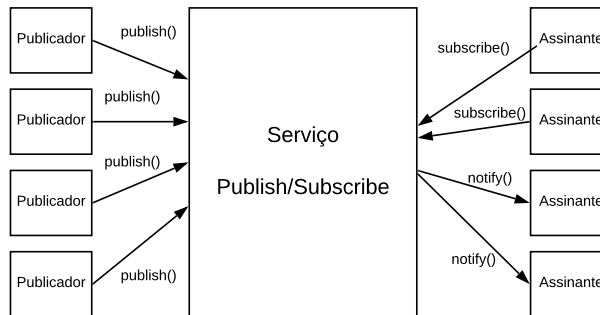 Publicador
publish()
Publicador
publish()
Publicador
publish()
Publicador
publish()
Serviço
Publish/Subscribe
subscribe()
Assinante
subscribe()
Assinante
notify()
Assinante
notify()
Assinante